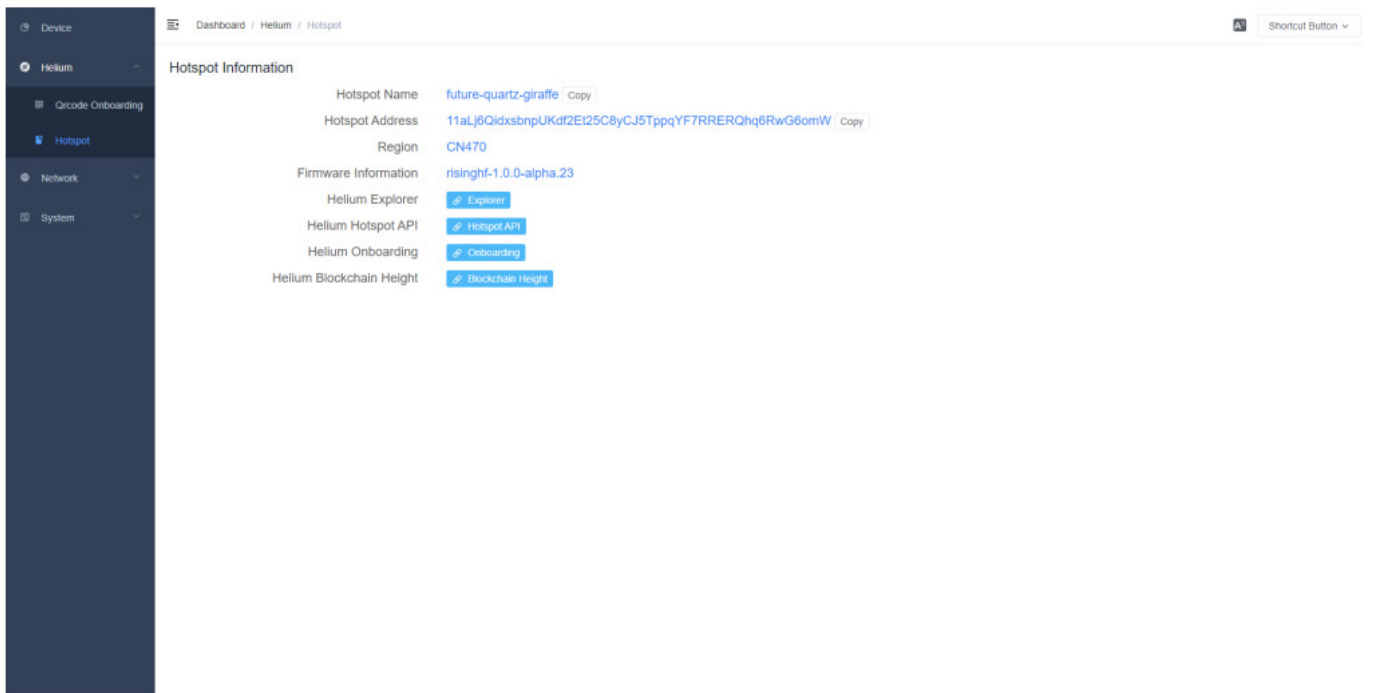 Device
Helium
Qrcode Onboarding
Hotspot
Network
System
Dashboard / Helium / Hotspot
Shortcut Button
Hotspot Information
Hotspot Name future-quartz-giraffe Copy
Hotspot Address 11aLj6QidxsbnpUKdf2Et25C8yCJ5TppqYF7RRERQhq6RwG6omW Copy
Region CN470
Firmware Information risinghf-1.0.0-alpha.23
Helium Explorer Explorer
Helium Hotspot API Hotspot API
Helium Onboarding Onboarding
Helium Blockchain Height Blockchain Height